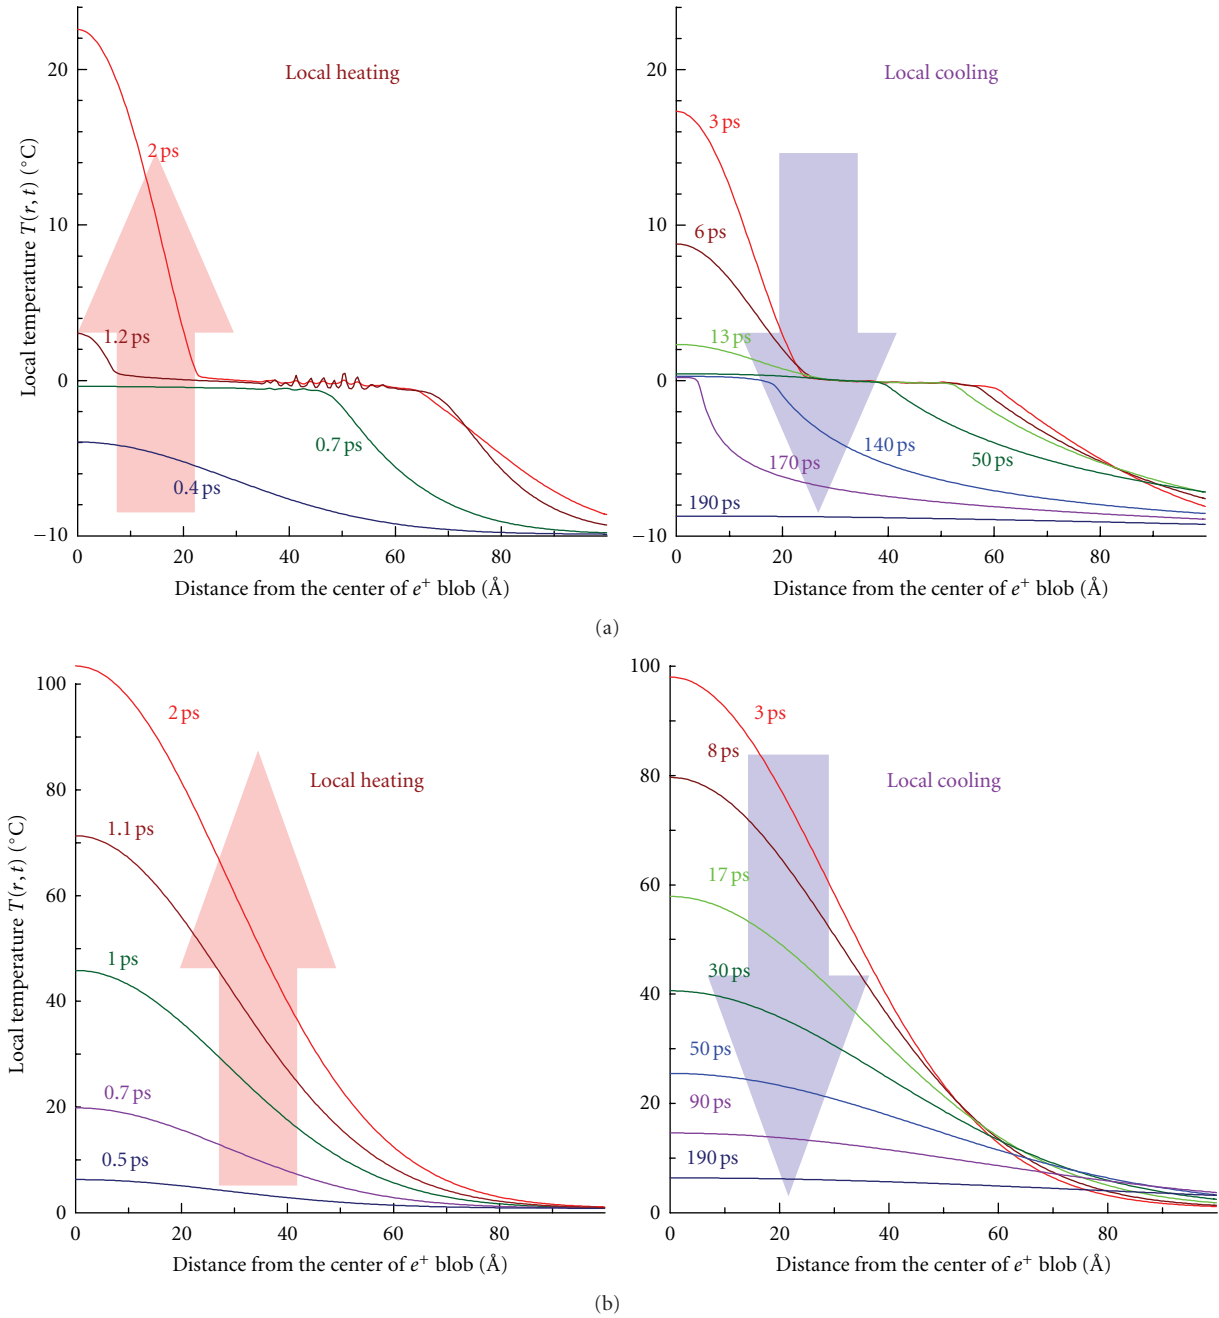 Local heating
Local temperature T(r, t) (°C)
20
10
0
−10
2 ps
1.2 ps
0.7 ps
0.4 ps
0 20 40 60 80
Distance from the center of e⁺ blob (Å)
Local cooling
20
10
0
−10
3 ps
6 ps
13 ps
140 ps
50 ps
170 ps
190 ps
0 20 40 60 80
Distance from the center of e⁺ blob (Å)
(a)
Local heating
Local temperature T(r, t) (°C)
100
80
60
40
20
0
2 ps
1.1 ps
1 ps
0.7 ps
0.5 ps
0 20 40 60 80
Distance from the center of e⁺ blob (Å)
Local cooling
100
80
60
40
20
0
3 ps
8 ps
17 ps
30 ps
50 ps
90 ps
190 ps
0 20 40 60 80
Distance from the center of e⁺ blob (Å)
(b)